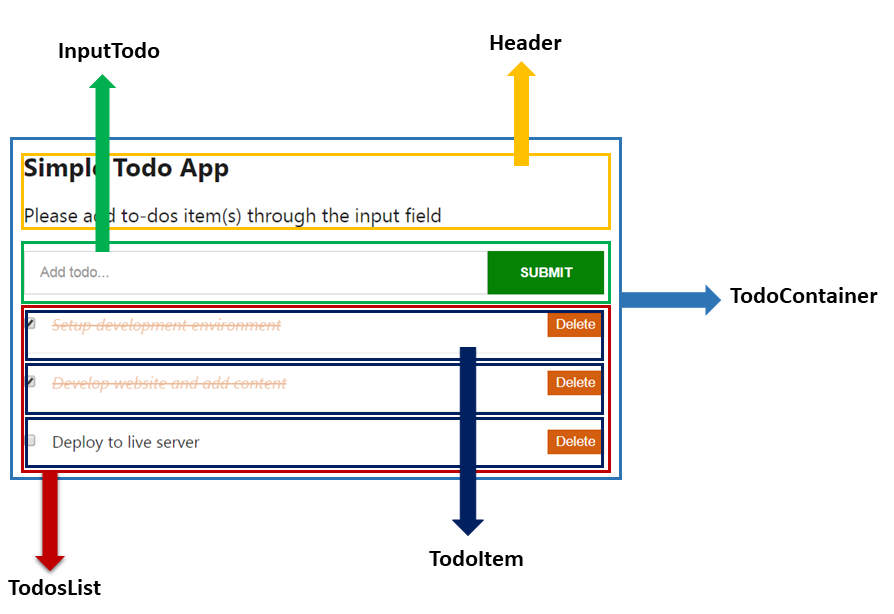 Header
InputTodo
Simple Todo App
Please add to-dos item(s) through the input field
Add todo...
SUBMIT
TodoContainer
Setup development environment
Delete
Develop website and add content
Delete
Deploy to live server
Delete
TodoItem
TodosList